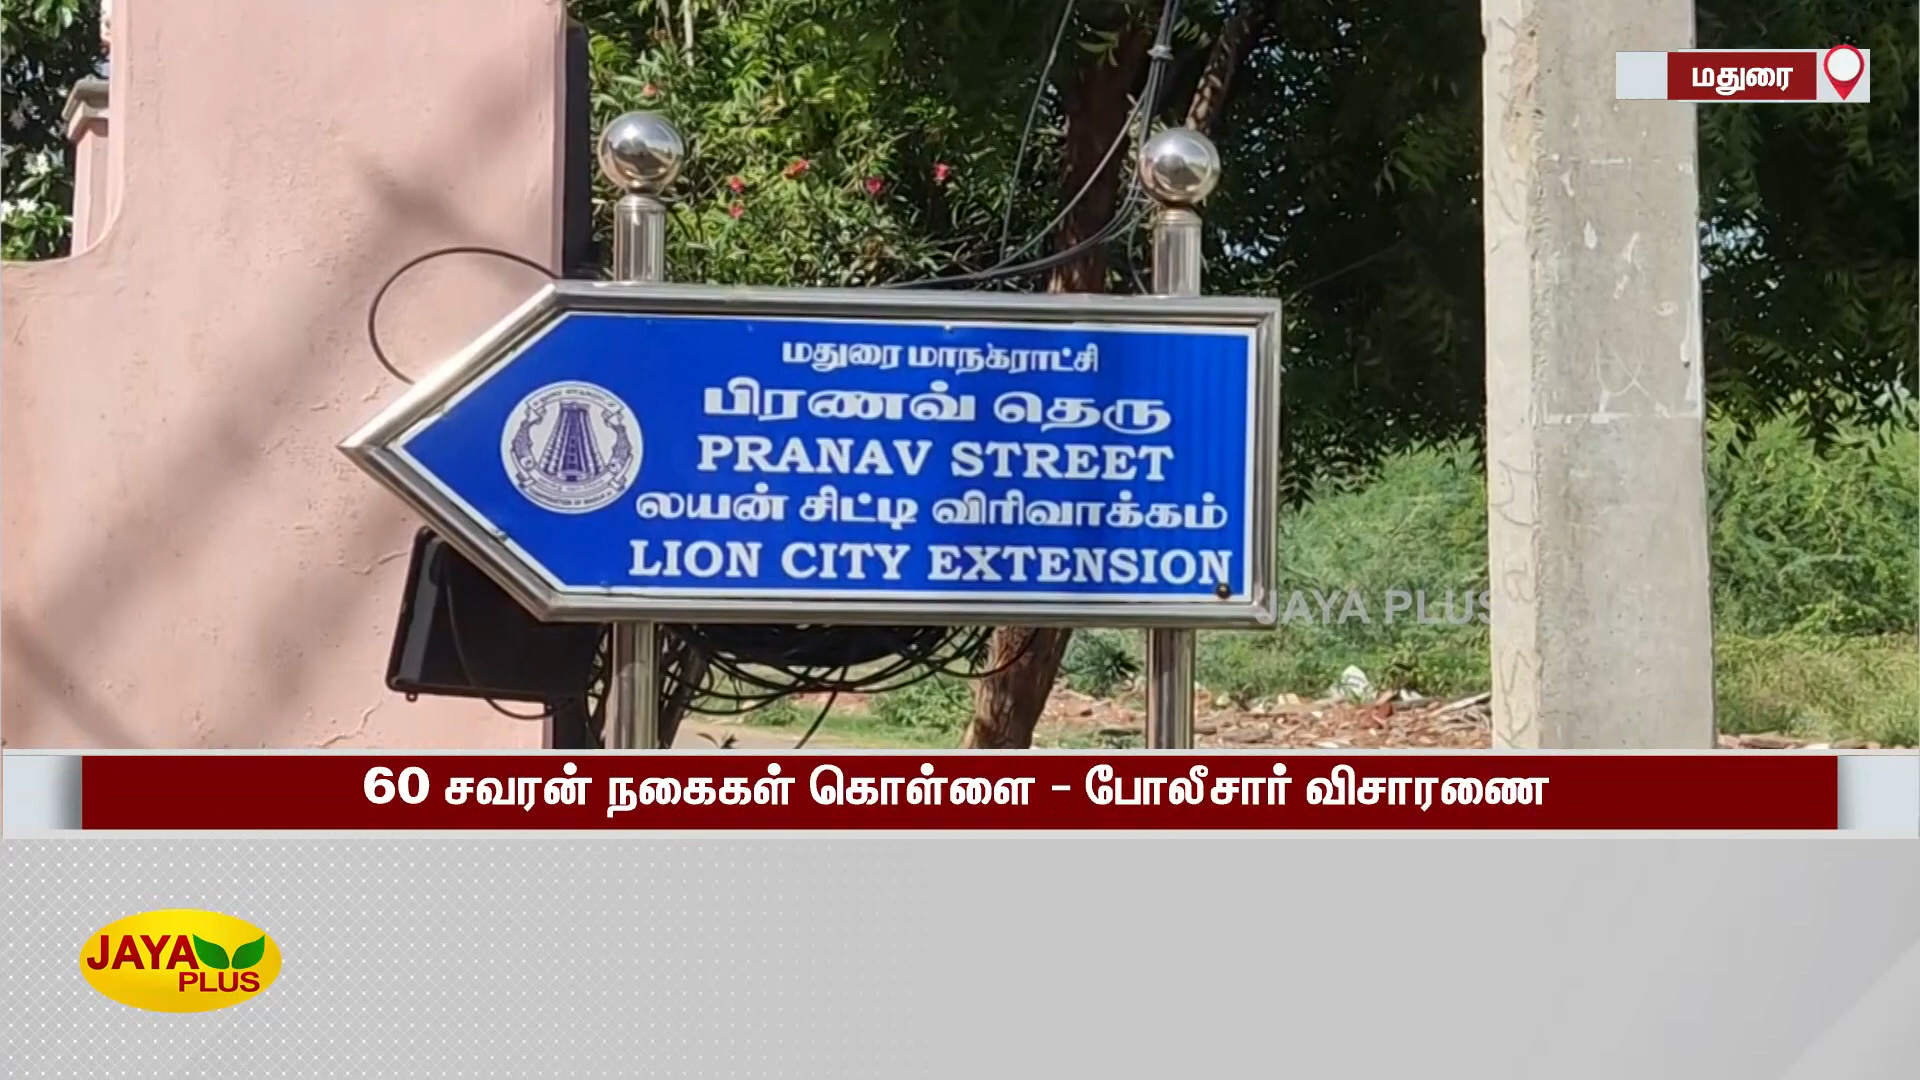 மதுரை
மதுரை மாநகராட்சி
பிரணவ் தெரு
PRANAV STREET
லயன் சிட்டி விரிவாக்கம்
LION CITY EXTENSION
JAYA PLUS
60 சவரன் நகைகள் கொள்ளை - போலீசார் விசாரணை
JAYA
PLUS